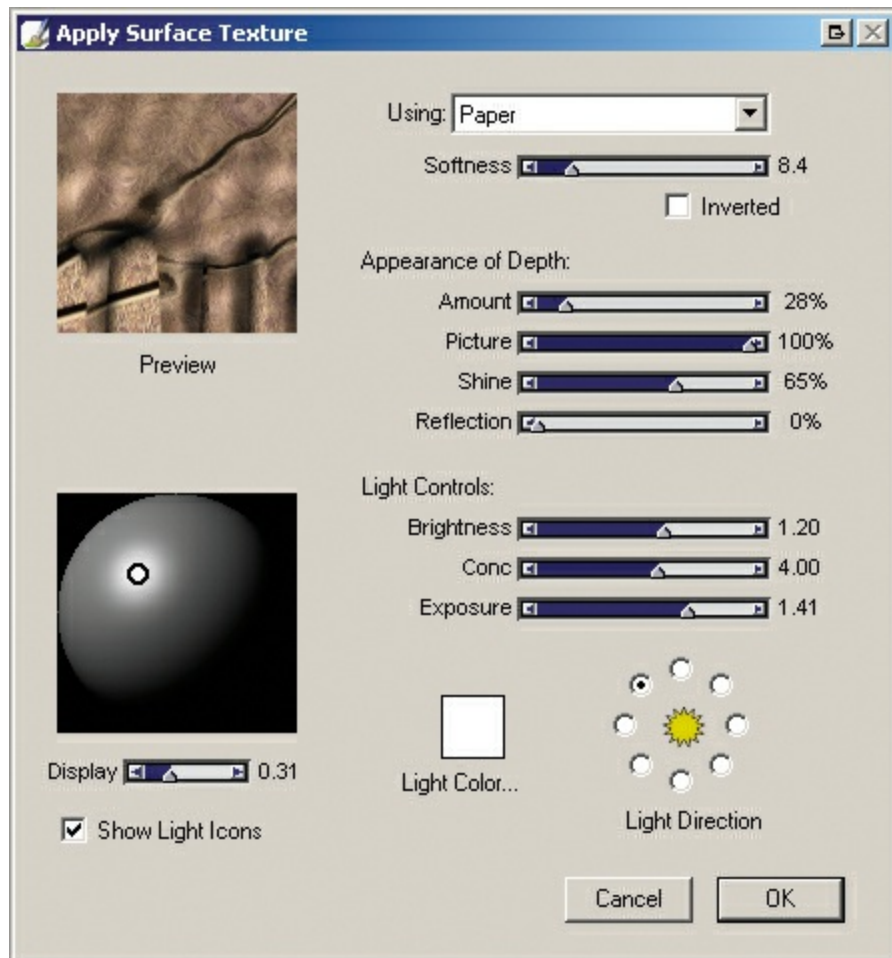 Apply Surface Texture
Using: Paper
Softness 8.4
Inverted
Appearance of Depth:
Amount 28%
Picture 100%
Shine 65%
Reflection 0%
Preview
Light Controls:
Brightness 1.20
Conc 4.00
Exposure 1.41
Display 0.31
Light Color...
Show Light Icons
Light Direction
Cancel OK